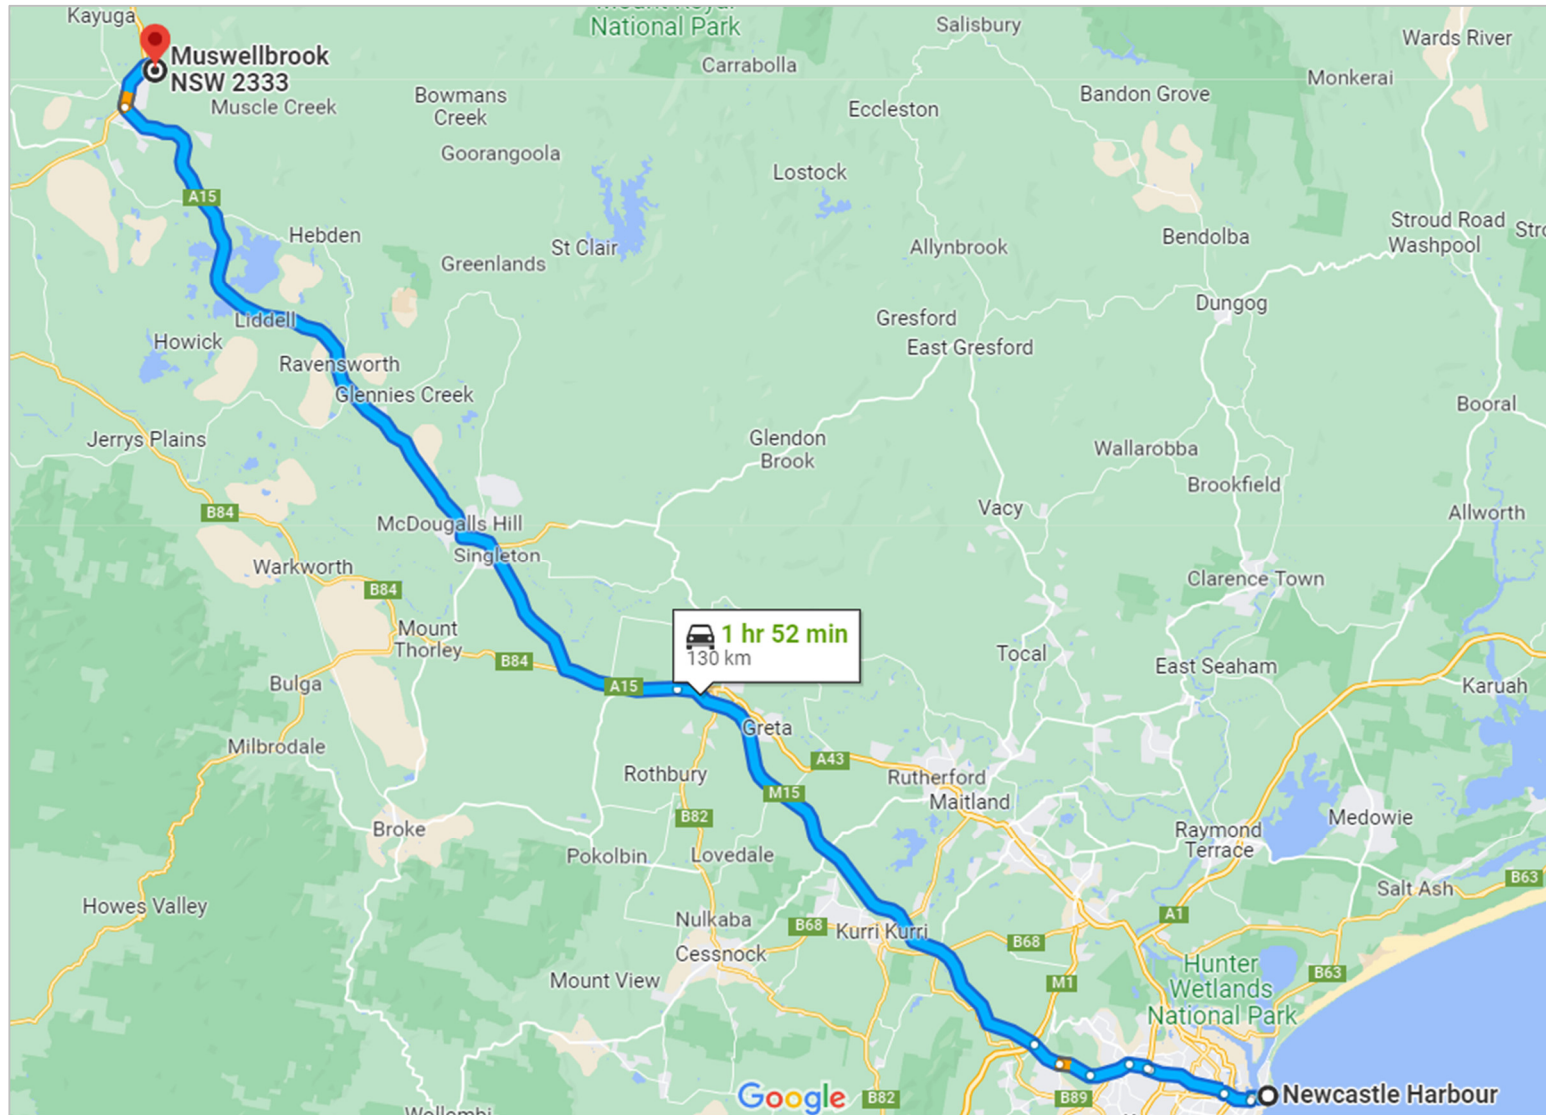 Kayuga
Mount Royal
National Park
Salisbury
Wards River
Muswellbrook
NSW 2333
Carrabolla
Monkerai
Muscle Creek
Bowmans
Creek
Eccleston
Bandon Grove
Goorangoola
Lostock
A15
Stroud Road
Washpool
Stro
Hebden
St Clair
Allynbrook
Bendolba
Greenlands
Dungog
Liddell
Gresford
Howick
East Gresford
Ravensworth
Glennies Creek
Booral
Jerrys Plains
Glendon
Brook
Wallarobba
Brookfield
B84
McDougalls Hill
Vacy
Allworth
Singleton
Warkworth
Clarence Town
B84
Mount
Thorley
1 hr 52 min
130 km
B84
Tocal
East Seaham
Bulga
A15
Karuah
Milbrodale
Greta
A43
Rothbury
Rutherford
M15
Maitland
B82
Broke
Raymond
Terrace
Medowie
Pokolbin
Lovedale
B63
Salt Ash
Howes Valley
A1
Nulkaba
B68
Kurri Kurri
B68
Cessnock
Hunter
Wetlands
National Park
B63
Mount View
M1
Google
B82
B89
Newcastle Harbour
Wollombi